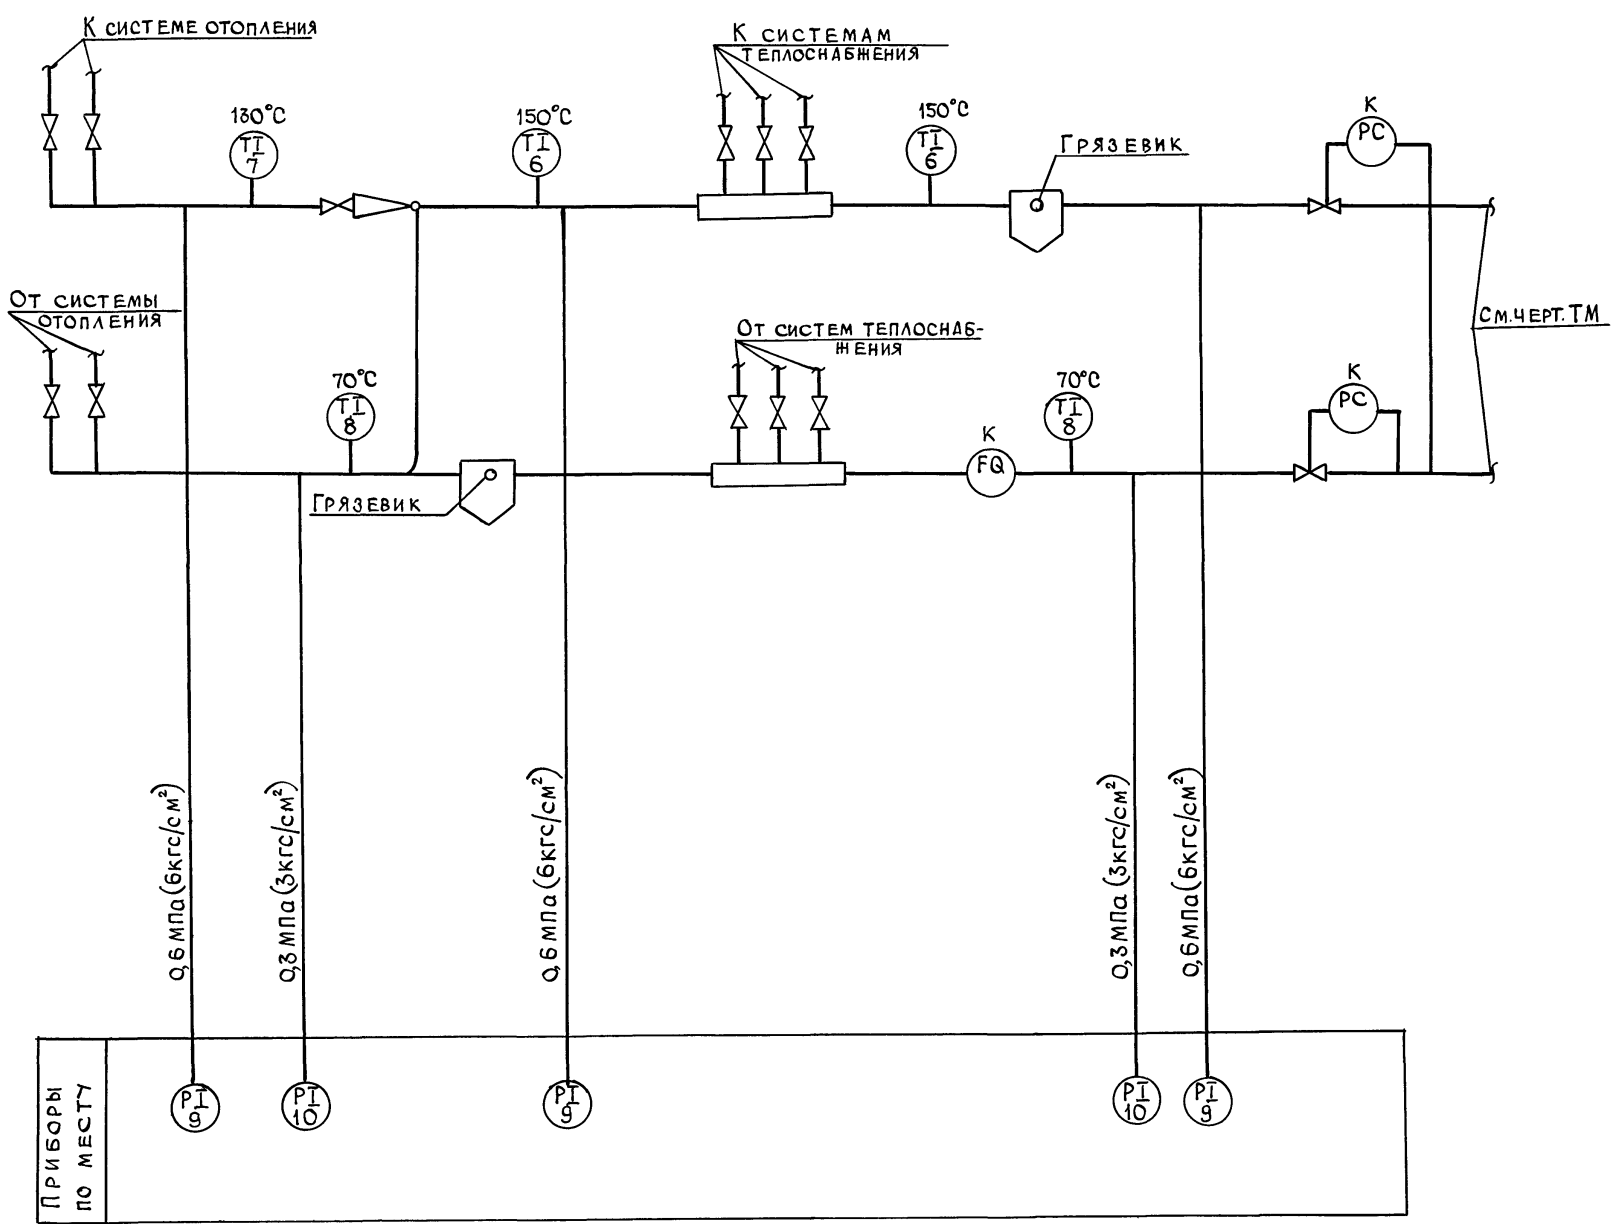 К СИСТЕМЕ ОТОПЛЕНИЯ
К СИСТЕМАМ
ТЕПЛОСНАБЖЕНИЯ
130°С
TI
7
150°С
TI
6
150°С
TI
6
ГРЯЗЕВИК
К
РС
ОТ СИСТЕМЫ
ОТОПЛЕНИЯ
ОТ СИСТЕМ ТЕПЛОСНАБ-
ЖЕНИЯ
СМ.ЧЕРТ.ТМ
70°С
TI
8
К
FQ
70°С
TI
8
К
РС
ГРЯЗЕВИК
0,6 МПа (6кгс/см²)
0,3 МПа (3кгс/см²)
0,6 МПа (6кгс/см²)
0,3 МПа (3кгс/см²)
0,6 МПа (6кгс/см²)
ПРИБОРЫ
ПО МЕСТУ
PI
9
PI
10
PI
9
PI
10
PI
9